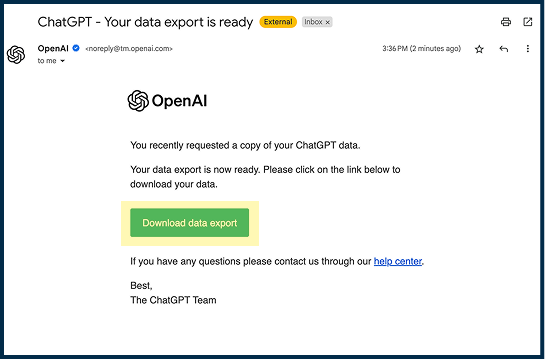 ChatGPT - Your data export is ready External Inbox x
OpenAI <noreply@tm.openai.com> 3:36 PM (2 minutes ago)
to me
OpenAI
You recently requested a copy of your ChatGPT data.
Your data export is now ready. Please click on the link below to
download your data.
Download data export
If you have any questions please contact us through our help center.
Best,
The ChatGPT Team